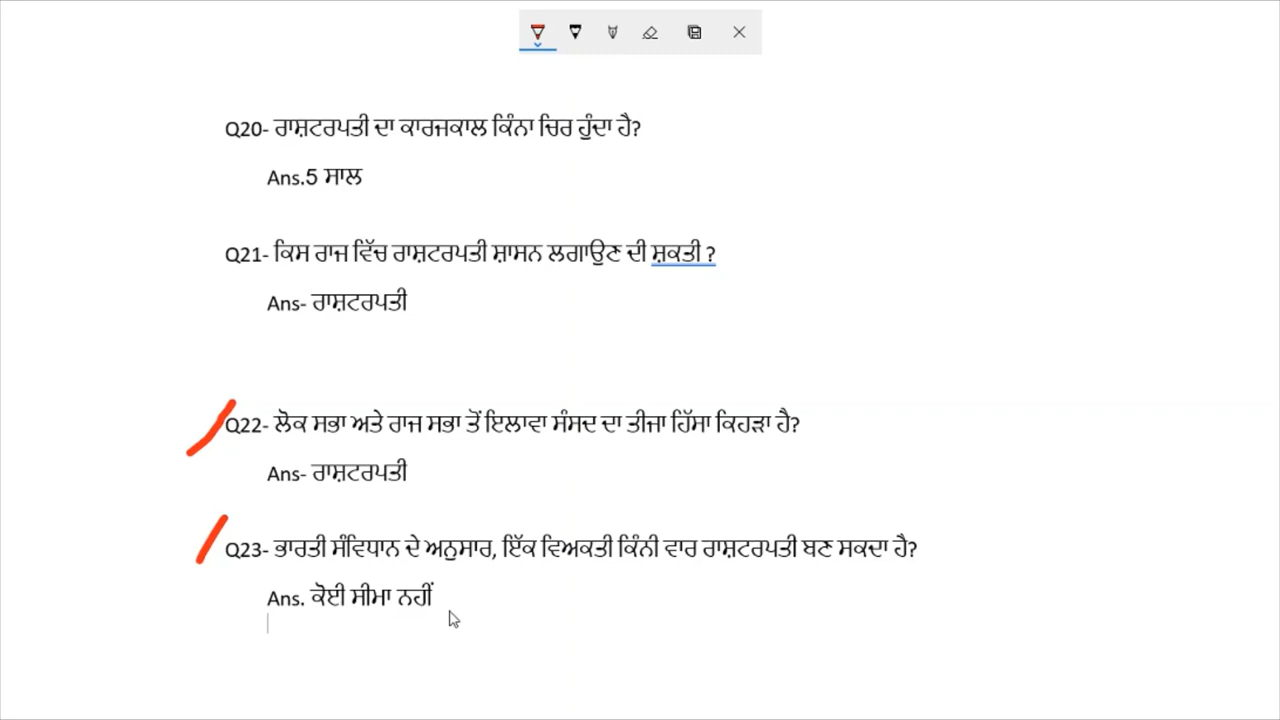 Q20- ਰਾਸ਼ਟਰਪਤੀ ਦਾ ਕਾਰਜਕਾਲ ਕਿੰਨਾ ਚਿਰ ਹੁੰਦਾ ਹੈ?
Ans.5 ਸਾਲ
Q21- ਕਿਸ ਰਾਜ ਵਿੱਚ ਰਾਸ਼ਟਰਪਤੀ ਸ਼ਾਸਨ ਲਗਾਉਣ ਦੀ ਸ਼ਕਤੀ ?
Ans- ਰਾਸ਼ਟਰਪਤੀ
Q22- ਲੋਕ ਸਭਾ ਅਤੇ ਰਾਜ ਸਭਾ ਤੋਂ ਇਲਾਵਾ ਸੰਸਦ ਦਾ ਤੀਜਾ ਹਿੱਸਾ ਕਿਹੜਾ ਹੈ?
Ans- ਰਾਸ਼ਟਰਪਤੀ
Q23- ਭਾਰਤੀ ਸੰਵਿਧਾਨ ਦੇ ਅਨੁਸਾਰ, ਇੱਕ ਵਿਅਕਤੀ ਕਿੰਨੀ ਵਾਰ ਰਾਸ਼ਟਰਪਤੀ ਬਣ ਸਕਦਾ ਹੈ?
Ans. ਕੋਈ ਸੀਮਾ ਨਹੀਂ